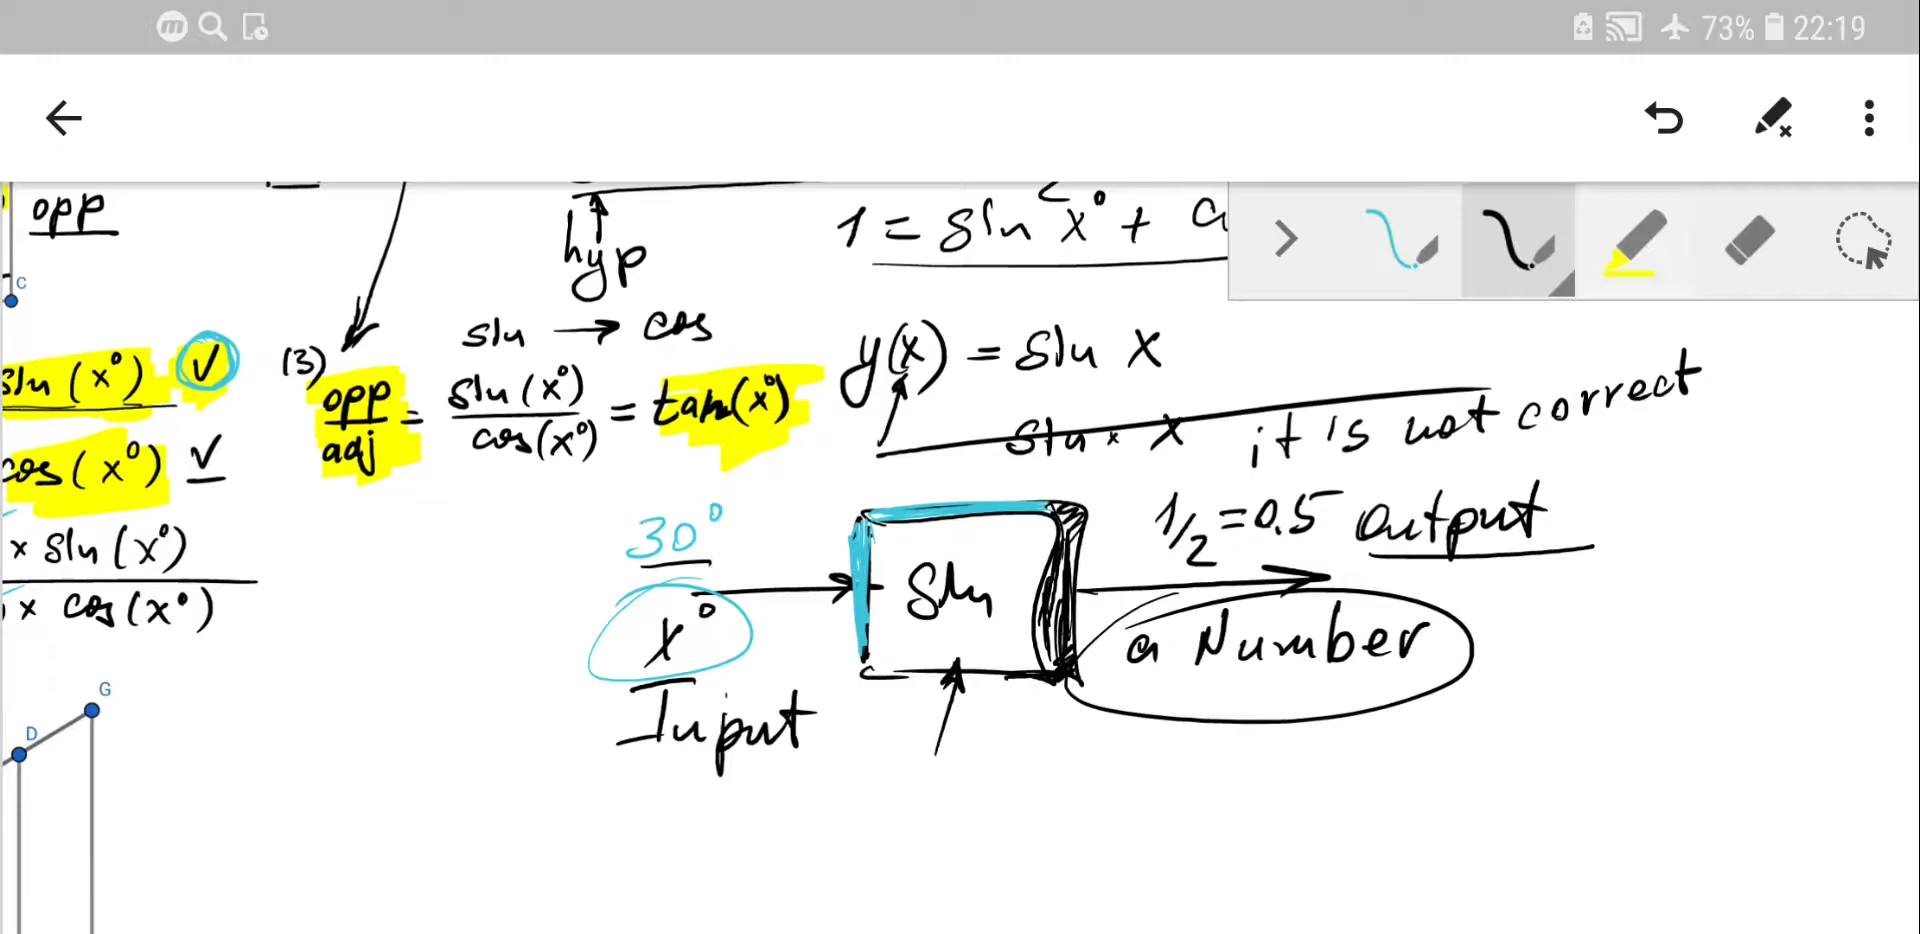 73% 22:19
opp
hyp
1 = sin² x° +
C
sin (x°) ✓
(3)
opp/adj = sin(x°)/cos(x°) = tan(x°)
sin → cos
y(x) = sin x
sin × x it's not correct
cos(x°) ✓
× sin(x°)
x cos(x°)
30°
x°
Input
sin
1/2 = 0.5 output
a Number
G
D